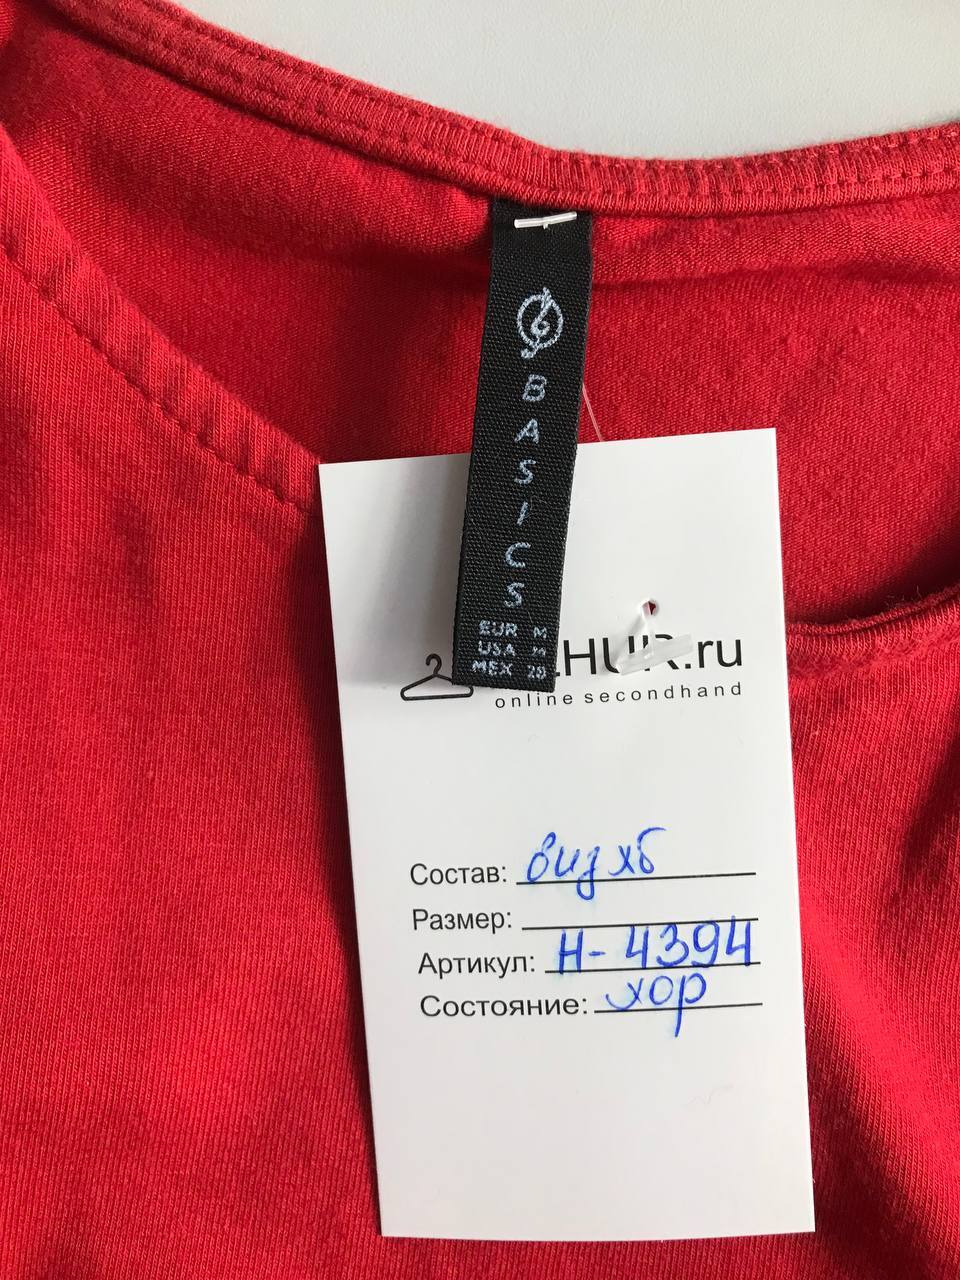 BASICS
EUR M
USA M
MEX 28
HUR.ru
online secondhand
Состав: виз хб
Размер:
Артикул: Н-4394
Состояние: хор